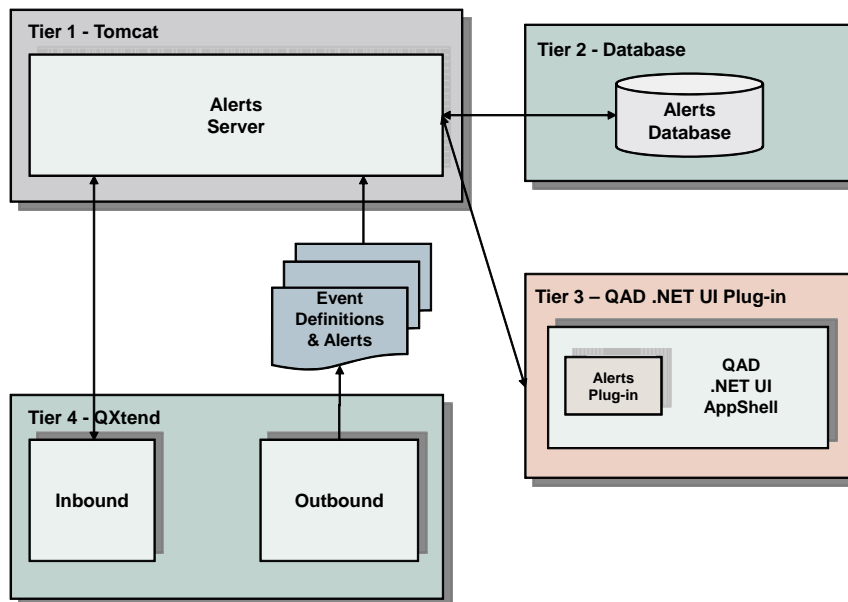 Tier 1 - Tomcat
Alerts
Server
Tier 2 - Database
Alerts
Database
Event
Definitions
& Alerts
Tier 3 – QAD .NET UI Plug-in
Alerts
Plug-in
QAD
.NET UI
AppShell
Tier 4 - QXtend
Inbound
Outbound